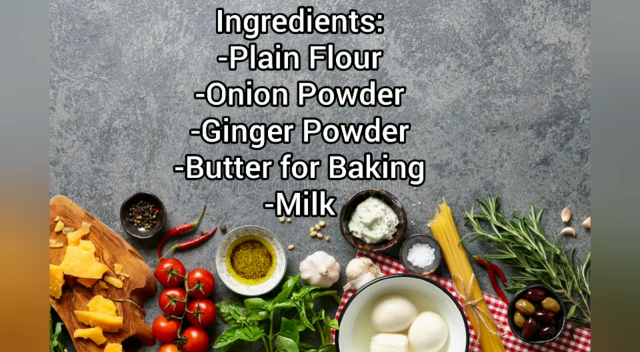 Ingredients:
-Plain Flour
-Onion Powder
-Ginger Powder
-Butter for Baking
-Milk